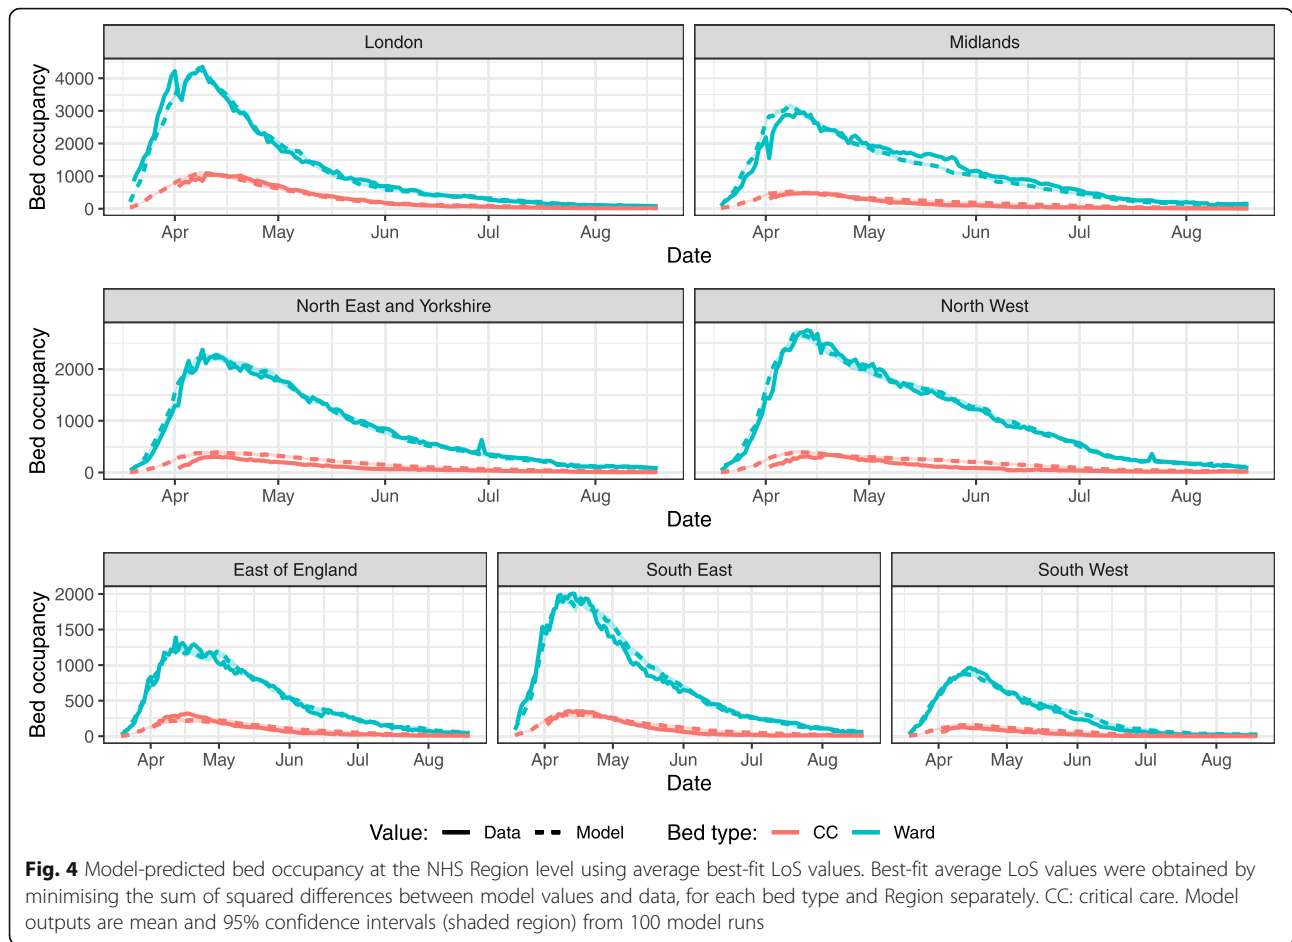 London
Midlands
Bed occupancy
4000
3000
2000
1000
0
Apr
May
Jun
Jul
Aug
Apr
May
Jun
Jul
Aug
Date
North East and Yorkshire
North West
Bed occupancy
2000
1000
0
Apr
May
Jun
Jul
Aug
Apr
May
Jun
Jul
Aug
Date
East of England
South East
South West
Bed occupancy
2000
1500
1000
500
0
Apr
May
Jun
Jul
Aug
Apr
May
Jun
Jul
Aug
Apr
May
Jun
Jul
Aug
Date
Value: Data Model Bed type: CC Ward
Fig. 4 Model-predicted bed occupancy at the NHS Region level using average best-fit LoS values. Best-fit average LoS values were obtained by
minimising the sum of squared differences between model values and data, for each bed type and Region separately. CC: critical care. Model
outputs are mean and 95% confidence intervals (shaded region) from 100 model runs